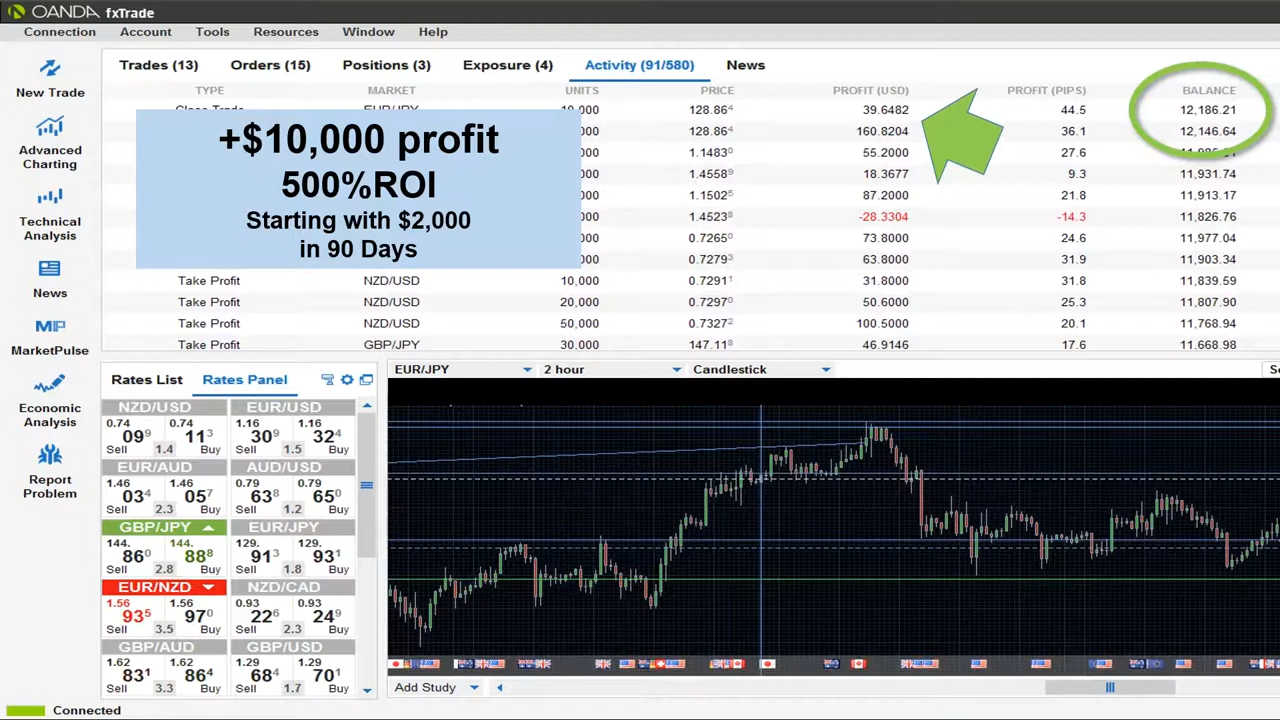 OANDA fxTrade
Connection Account Tools Resources Window Help
Trades (13) Orders (15) Positions (3) Exposure (4) Activity (91/580) News
TYPE MARKET UNITS PRICE PROFIT (USD) PROFIT (PIPS) BALANCE
Close Trade EUR/JPY 10,000 128.86⁴ 39.6482 44.5 12,186.21
128.86⁴ 160.8204 36.1 12,146.64
1.1483⁰ 55.2000 27.6
1.4558⁹ 18.3677 9.3 11,931.74
1.1502⁵ 87.2000 21.8 11,913.17
1.4523⁸ -28.3304 -14.3 11,826.76
0.7265⁰ 73.8000 24.6 11,977.04
0.7279³ 63.8000 31.9 11,903.34
Take Profit NZD/USD 10,000 0.7291¹ 31.8000 31.8 11,839.59
Take Profit NZD/USD 20,000 0.7297⁰ 50.6000 25.3 11,807.90
Take Profit NZD/USD 50,000 0.7327² 100.5000 20.1 11,768.94
Take Profit GBP/JPY 30.000 147.11⁸ 46.9146 17.6 11,668.98
+$10,000 profit
500%ROI
Starting with $2,000
in 90 Days
New Trade
Advanced
Charting
Technical
Analysis
News
MarketPulse
Economic
Analysis
Report
Problem
Rates List Rates Panel
NZD/USD EUR/USD
0.74 0.74 1.16 1.16
09⁹ 11³ 30⁹ 32⁴
Sell 1.4 Buy Sell 1.5 Buy
EUR/AUD AUD/USD
1.46 1.46 0.79 0.79
03⁴ 05⁷ 63⁸ 65⁰
Sell 2.3 Buy Sell 1.2 Buy
GBP/JPY EUR/JPY
144. 144. 129. 129.
86⁰ 88⁸ 91³ 93¹
Sell 2.8 Buy Sell 1.8 Buy
EUR/NZD NZD/CAD
1.56 1.56 0.93 0.93
93⁵ 97⁰ 22⁶ 24⁹
Sell 3.5 Buy Sell 2.3 Buy
GBP/AUD GBP/USD
1.62 1.62 1.29 1.29
83¹ 86⁴ 68⁴ 70¹
Sell 3.3 Buy Sell 1.7 Buy
EUR/JPY 2 hour Candlestick
Add Study
Connected